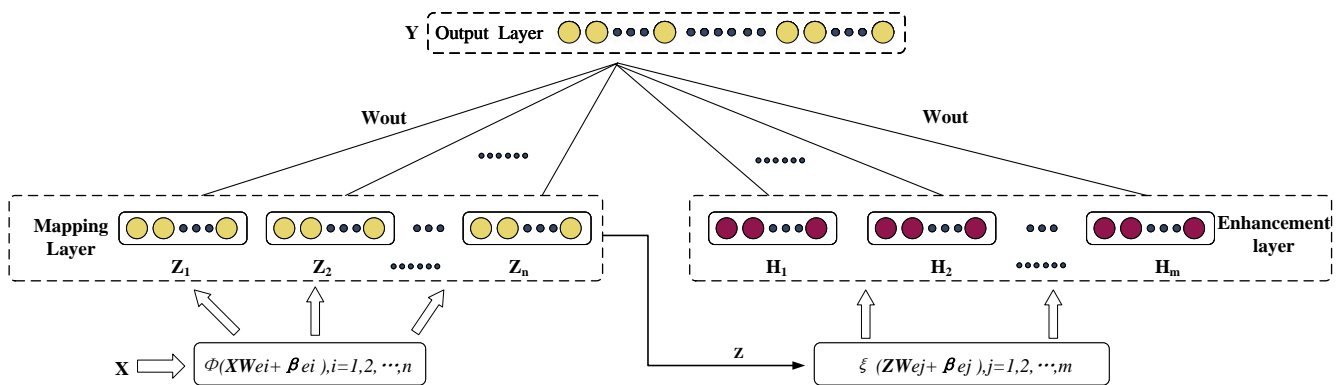 Y Output Layer
Wout Wout
Mapping Layer
Z₁ Z₂ Zₙ
Enhancement layer
H₁ H₂ Hₘ
X Φ(XWei+ βei ),i=1,2, ⋯,n
Z
ξ (ZWej+ βej ),j=1,2, ⋯,m